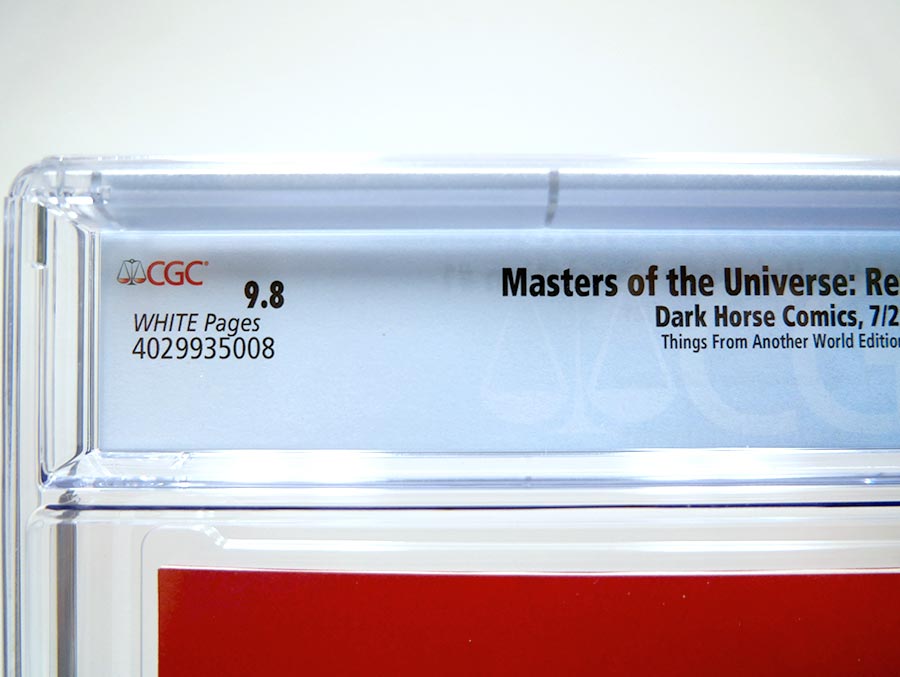 CGC®
9.8
WHITE Pages
4029935008
Masters of the Universe: Re
Dark Horse Comics, 7/2
Things From Another World Edition
CG